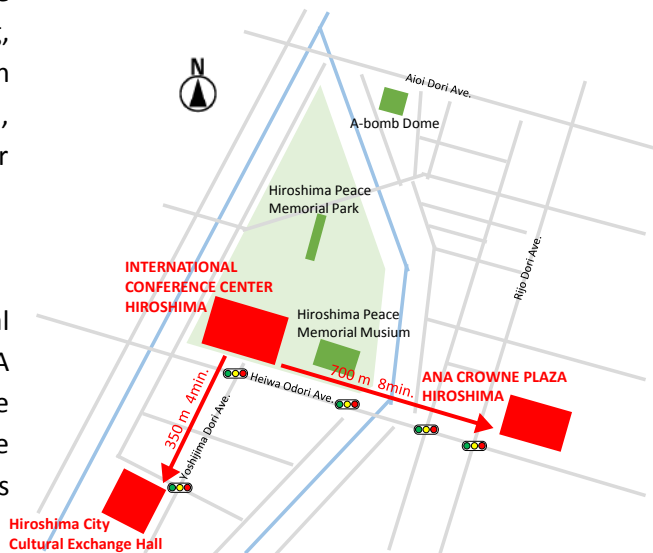 N
Aioi Dori Ave.
A-bomb Dome
Hiroshima Peace
Memorial Park
Rijo Dori Ave.
INTERNATIONAL
CONFERENCE CENTER
HIROSHIMA
Hiroshima Peace
Memorial Musium
700 m 8min.
ANA CROWNE PLAZA
HIROSHIMA
Heiwa Odori Ave.
350 m 4min.
Yoshijima Dori Ave.
Hiroshima City
Cultural Exchange Hall